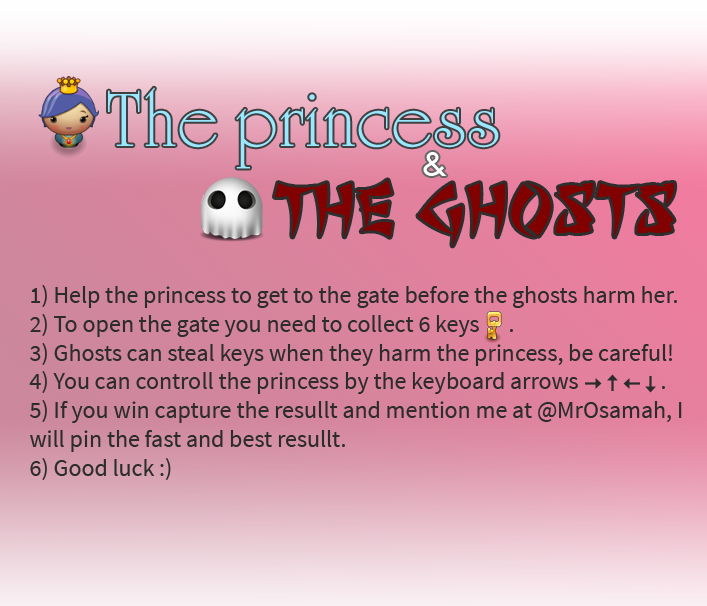 The princess
&
THE GHOSTS
1) Help the princess to get to the gate before the ghosts harm her.
2) To open the gate you need to collect 6 keys .
3) Ghosts can steal keys when they harm the princess, be careful!
4) You can controll the princess by the keyboard arrows →↑←↓.
5) If you win capture the resullt and mention me at @MrOsamah, I
will pin the fast and best resullt.
6) Good luck :)